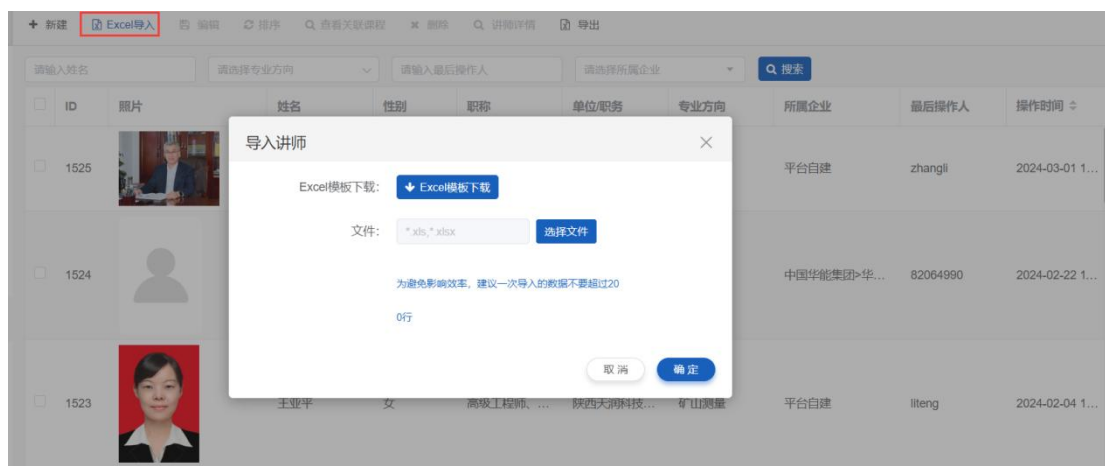 新建 Excel导入 编辑 排序 查看关联课程 删除 讲师详情 导出
请输入姓名 请选择专业方向 请输入最后操作人 请选择所属企业 搜索
ID 照片 姓名 性别 职称 单位/职务 专业方向 所属企业 最后操作人 操作时间
导入讲师
1525 平台自建 zhangli 2024-03-01 1...
Excel模板下载: Excel模板下载
文件: *.xls,*.xlsx 选择文件
1524 中国华能集团>华... 82064990 2024-02-22 1...
为避免影响效率，建议一次导入的数据不要超过20
0行
取消 确定
1523 王亚平 女 高级工程师、... 陕西天润科技... 矿山测量 平台自建 liteng 2024-02-04 1...